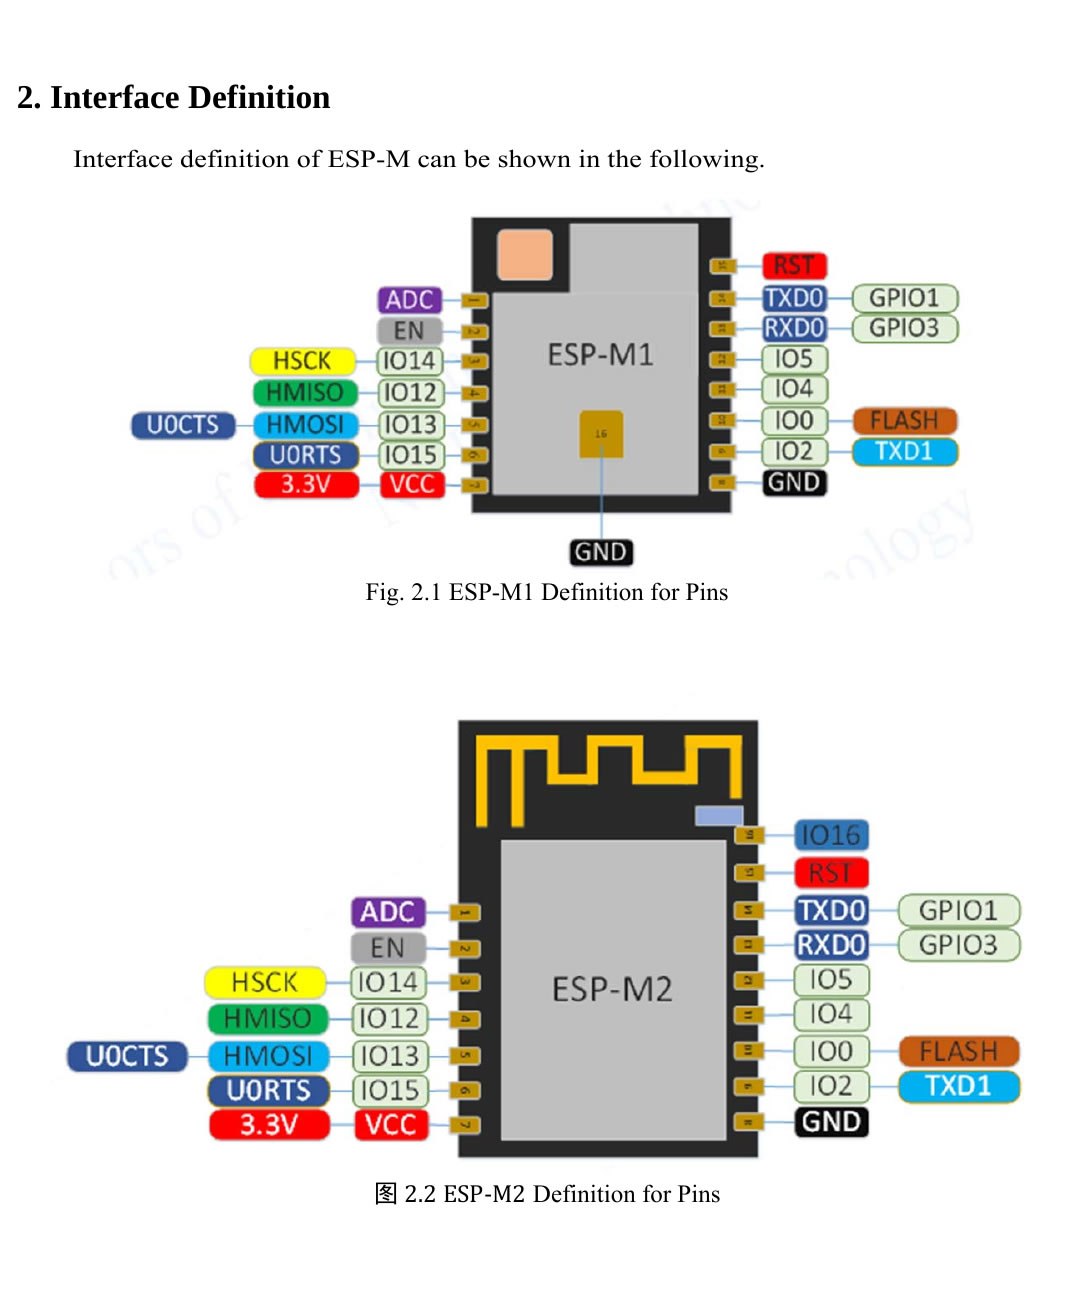 2. Interface Definition
Interface definition of ESP-M can be shown in the following.
RST
ADC 1 TXD0 GPIO1
EN 2 RXD0 GPIO3
HSCK IO14 3 ESP-M1 12 IO5
HMISO IO12 4 11 IO4
U0CTS HMOSI IO13 5 16 10 IO0 FLASH
U0RTS IO15 6 9 IO2 TXD1
3.3V VCC 7 8 GND
GND
ors of
nology
Fig. 2.1 ESP-M1 Definition for Pins
16 IO16
15 RST
ADC 1 14 TXD0 GPIO1
EN 2 13 RXD0 GPIO3
HSCK IO14 3 ESP-M2 12 IO5
HMISO IO12 4 11 IO4
U0CTS HMOSI IO13 5 10 IO0 FLASH
U0RTS IO15 6 9 IO2 TXD1
3.3V VCC 7 8 GND
图 2.2 ESP-M2 Definition for Pins